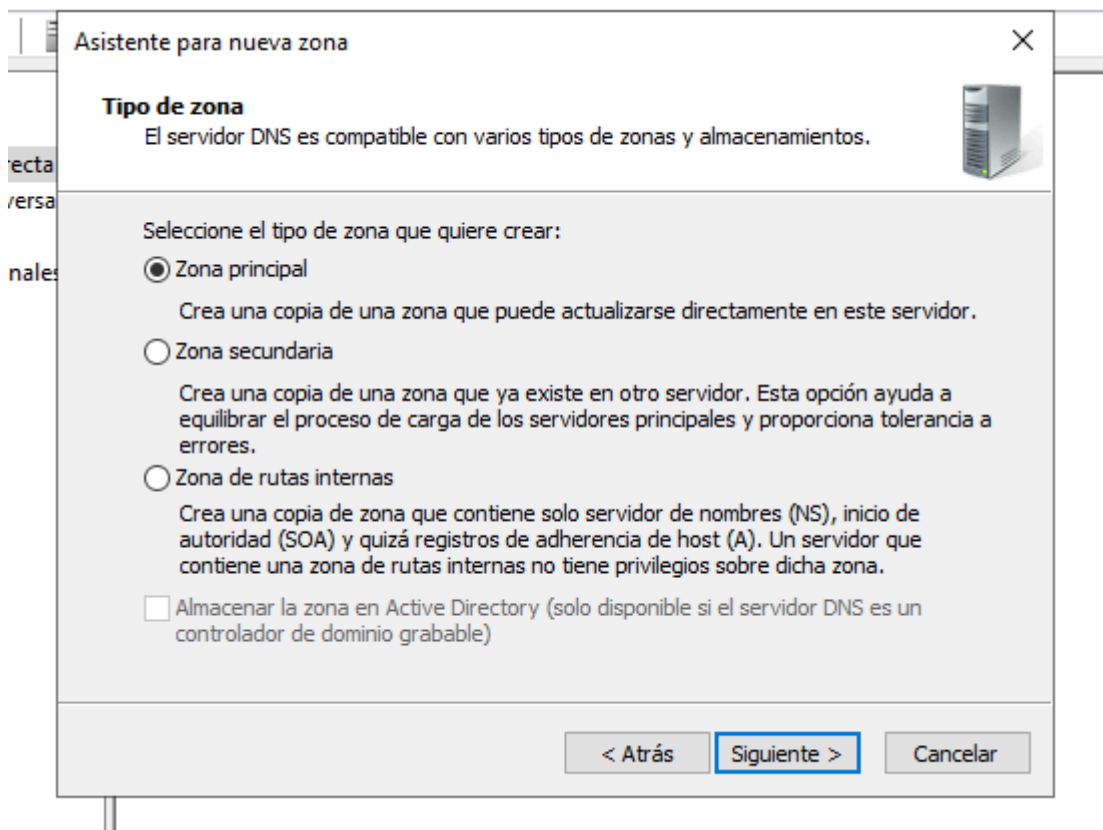 Asistente para nueva zona
Tipo de zona
El servidor DNS es compatible con varios tipos de zonas y almacenamientos.
recta
versa
nales
Seleccione el tipo de zona que quiere crear:
Zona principal
Crea una copia de una zona que puede actualizarse directamente en este servidor.
Zona secundaria
Crea una copia de una zona que ya existe en otro servidor. Esta opción ayuda a
equilibrar el proceso de carga de los servidores principales y proporciona tolerancia a
errores.
Zona de rutas internas
Crea una copia de zona que contiene solo servidor de nombres (NS), inicio de
autoridad (SOA) y quizá registros de adherencia de host (A). Un servidor que
contiene una zona de rutas internas no tiene privilegios sobre dicha zona.
Almacenar la zona en Active Directory (solo disponible si el servidor DNS es un
controlador de dominio grabable)
< Atrás
Siguiente >
Cancelar